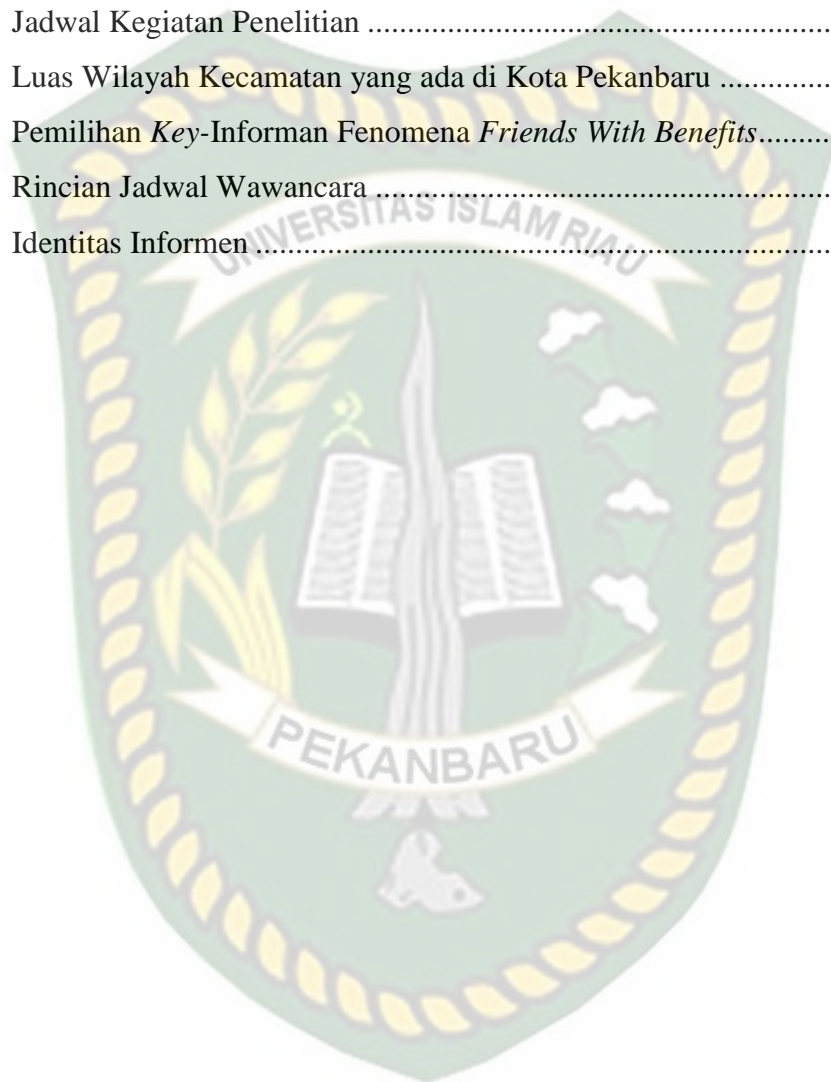 Jadwal Kegiatan Penelitian ..........................................................
Luas Wilayah Kecamatan yang ada di Kota Pekanbaru ..............
Pemilihan Key-Informan Fenomena Friends With Benefits.........
Rincian Jadwal Wawancara .........................................................
Identitas Informen .........................................................................
UNIVERSITAS ISLAM RIAU
PEKANBARU